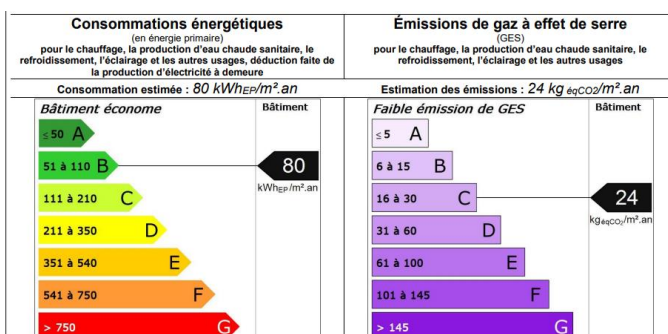 Consommations énergétiques
(en énergie primaire)
pour le chauffage, la production d'eau chaude sanitaire, le
refroidissement, l'éclairage et les autres usages, déduction faite de
la production d'électricité à demeure
Consommation estimée : 80 kWhEP/m².an
Bâtiment économe
Bâtiment
≤ 50 A
51 à 110 B
80
kWhEP/m².an
111 à 210 C
211 à 350 D
351 à 540 E
541 à 750 F
> 750 G
Émissions de gaz à effet de serre
(GES)
pour le chauffage, la production d'eau chaude sanitaire, le
refroidissement, l'éclairage et les autres usages
Estimation des émissions : 24 kg éqCO2/m².an
Faible émission de GES
Bâtiment
≤ 5 A
6 à 15 B
16 à 30 C
24
kgéqCO2/m².an
31 à 60 D
61 à 100 E
101 à 145 F
> 145 G